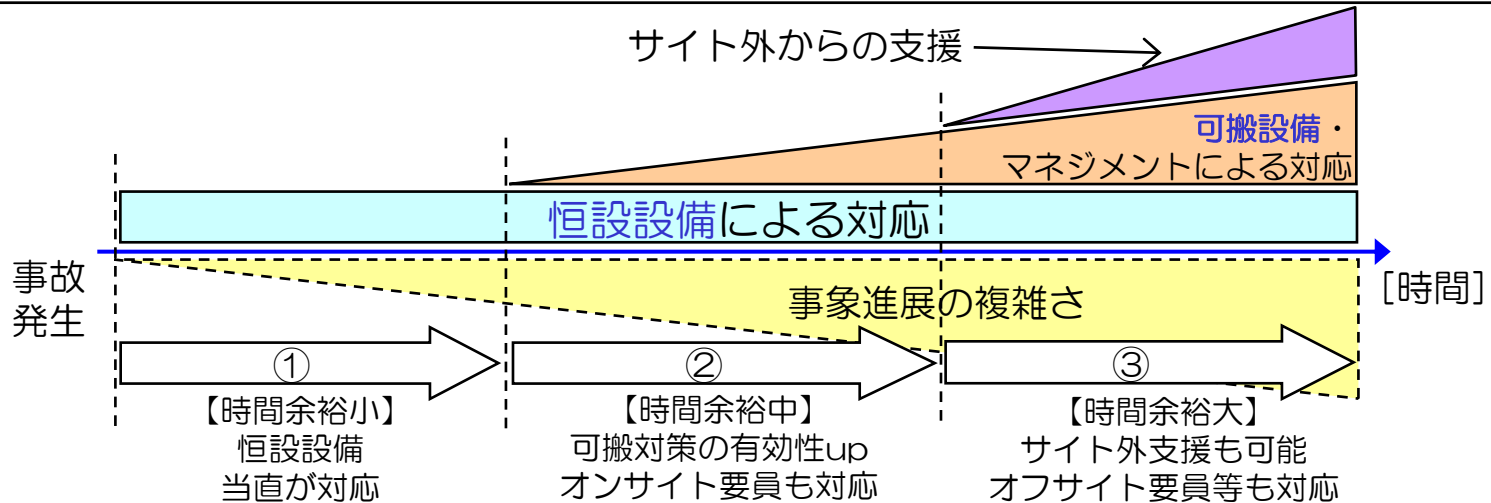 サイト外からの支援
可搬設備・
マネジメントによる対応
恒設設備による対応
事故
発生
[時間]
事象進展の複雑さ
①
②
③
【時間余裕小】
恒設設備
当直が対応
【時間余裕中】
可搬対策の有効性up
オンサイト要員も対応
【時間余裕大】
サイト外支援も可能
オフサイト要員等も対応